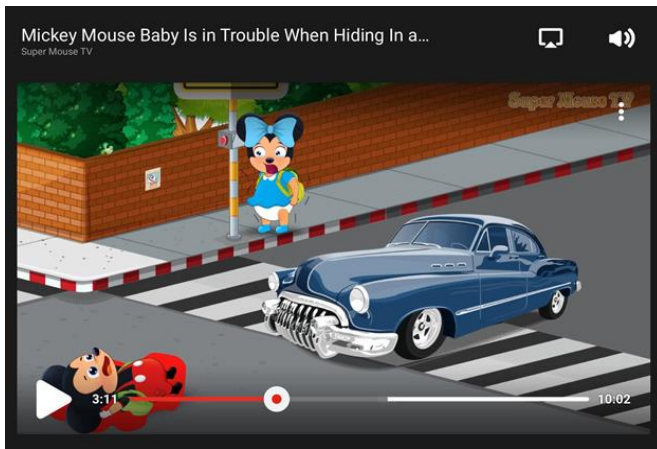 Mickey Mouse Baby Is in Trouble When Hiding In a...
Super Mouse TV
Super Mouse TV
3:11
10:02